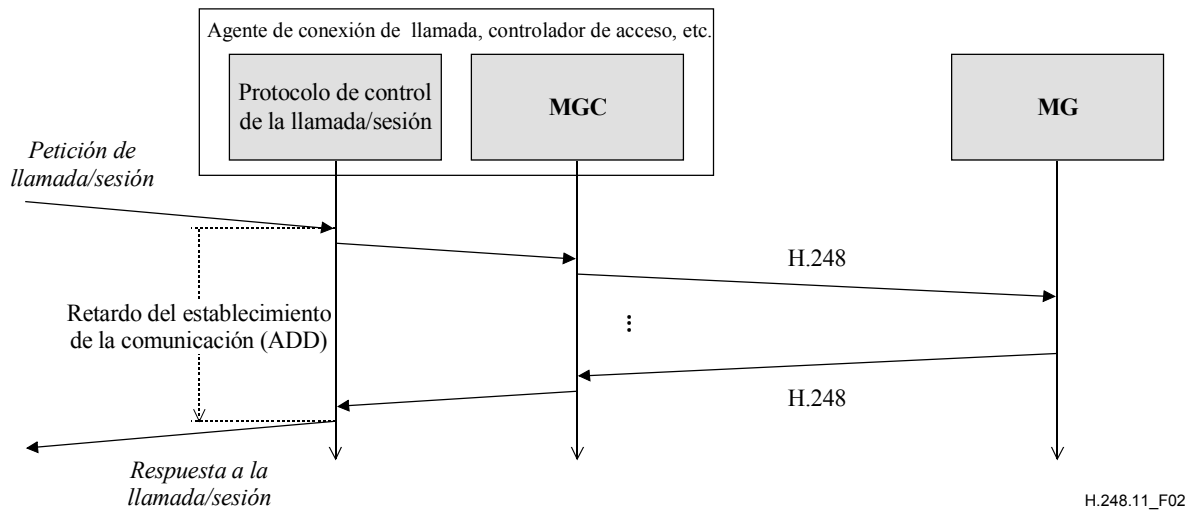 Agente de conexión de llamada, controlador de acceso, etc.
Protocolo de control
de la llamada/sesión
MGC
MG
Petición de
llamada/sesión
H.248
Retardo del establecimiento
de la comunicación (ADD)
...
H.248
Respuesta a la
llamada/sesión
H.248.11_F02